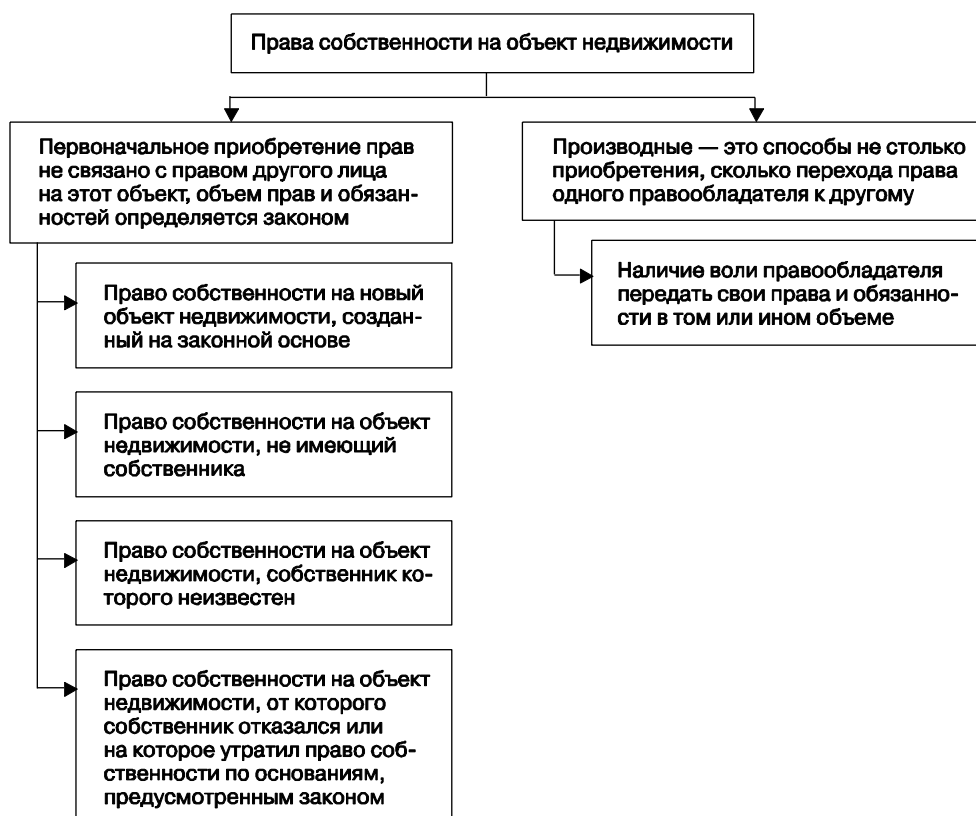 Права собственности на объект недвижимости
Первоначальное приобретение прав
не связано с правом другого лица
на этот объект, объем прав и обязан-
ностей определяется законом
Право собственности на новый
объект недвижимости, создан-
ный на законной основе
Право собственности на объект
недвижимости, не имеющий
собственника
Право собственности на объект
недвижимости, собственник ко-
торого неизвестен
Право собственности на объект
недвижимости, от которого
собственник отказался или
на которое утратил право соб-
ственности по основаниям,
предусмотренным законом
Производные — это способы не столько
приобретения, сколько перехода права
одного правообладателя к другому
Наличие воли правообладателя
передать свои права и обязанно-
сти в том или ином объеме